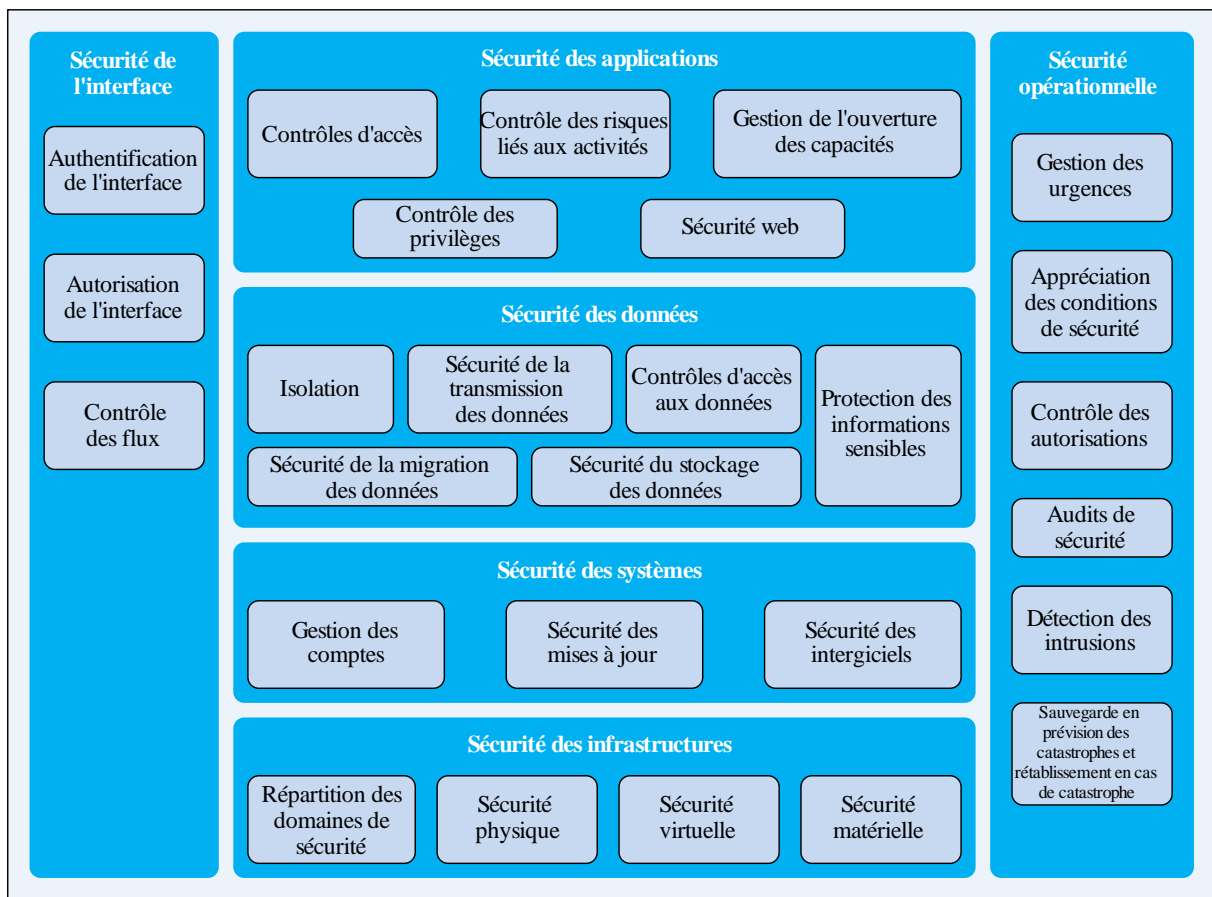 Sécurité de
l'interface
Authentification
de l'interface
Autorisation
de l'interface
Contrôle
des flux
Sécurité des applications
Contrôles d'accès
Contrôle des risques
liés aux activités
Gestion de l'ouverture
des capacités
Contrôle des
privilèges
Sécurité web
Sécurité des données
Isolation
Sécurité de la
transmission
des données
Contrôles d'accès
aux données
Protection des
informations
sensibles
Sécurité de la migration
des données
Sécurité du stockage
des données
Sécurité des systèmes
Gestion des
comptes
Sécurité des
mises à jour
Sécurité des
intergiciels
Sécurité des infrastructures
Répartition des
domaines de
sécurité
Sécurité
physique
Sécurité
virtuelle
Sécurité
matérielle
Sécurité
opérationnelle
Gestion des
urgences
Appréciation
des conditions
de sécurité
Contrôle des
autorisations
Audits de
sécurité
Détection des
intrusions
Sauvegarde en
prévision des
catastrophes et
rétablissement en cas
de catastrophe